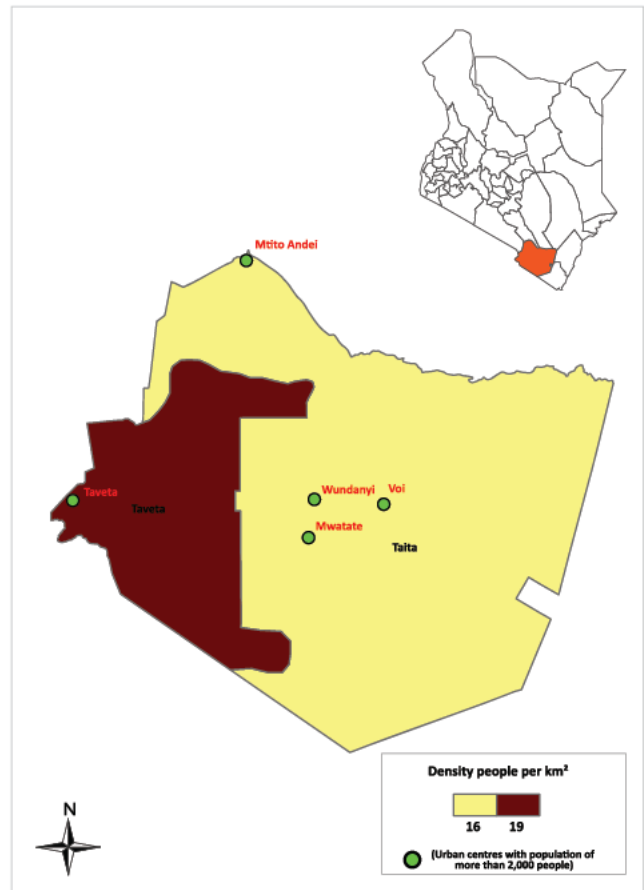 Mtito Andei
Taveta
Taveta
Wundanyi
Voi
Mwatate
Taita
Density people per km²
16 19
N
(Urban centres with population of
more than 2,000 people)